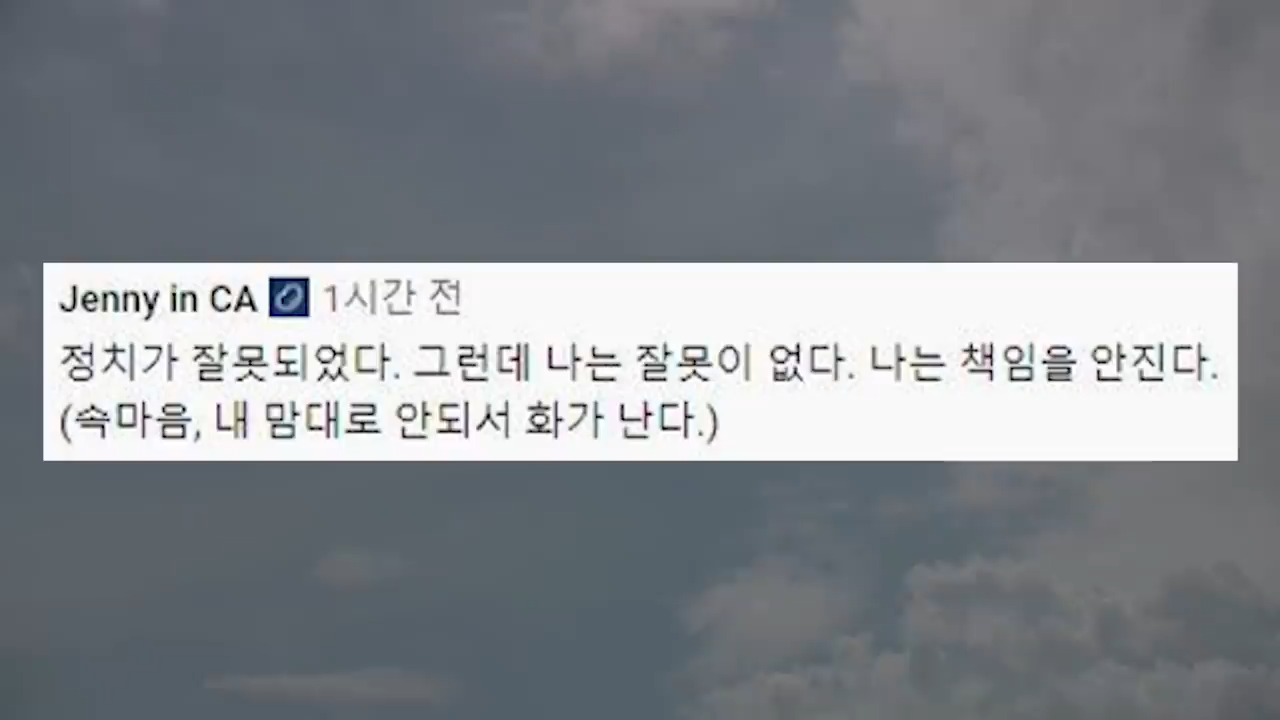 Jenny in CA 1시간 전
정치가 잘못되었다. 그런데 나는 잘못이 없다. 나는 책임을 안진다.
(속마음, 내 맘대로 안되서 화가 난다.)